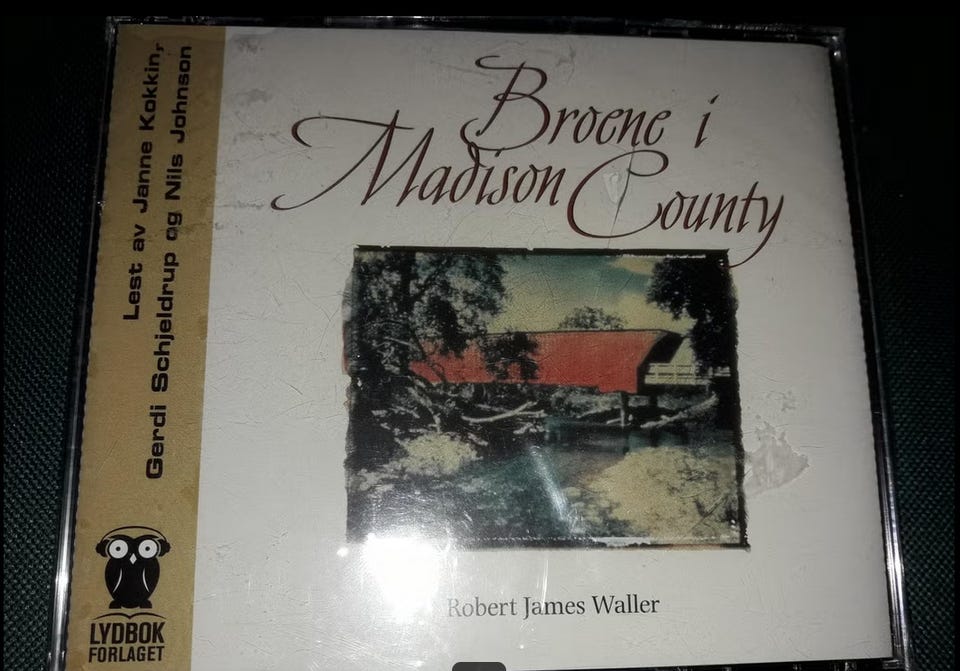 Lest av Janne Kokkin,
Gerdi Schjeldrup og Nils Johnson
Broene i
Madison County
Robert James Waller
LYDBOK
FORLAGET